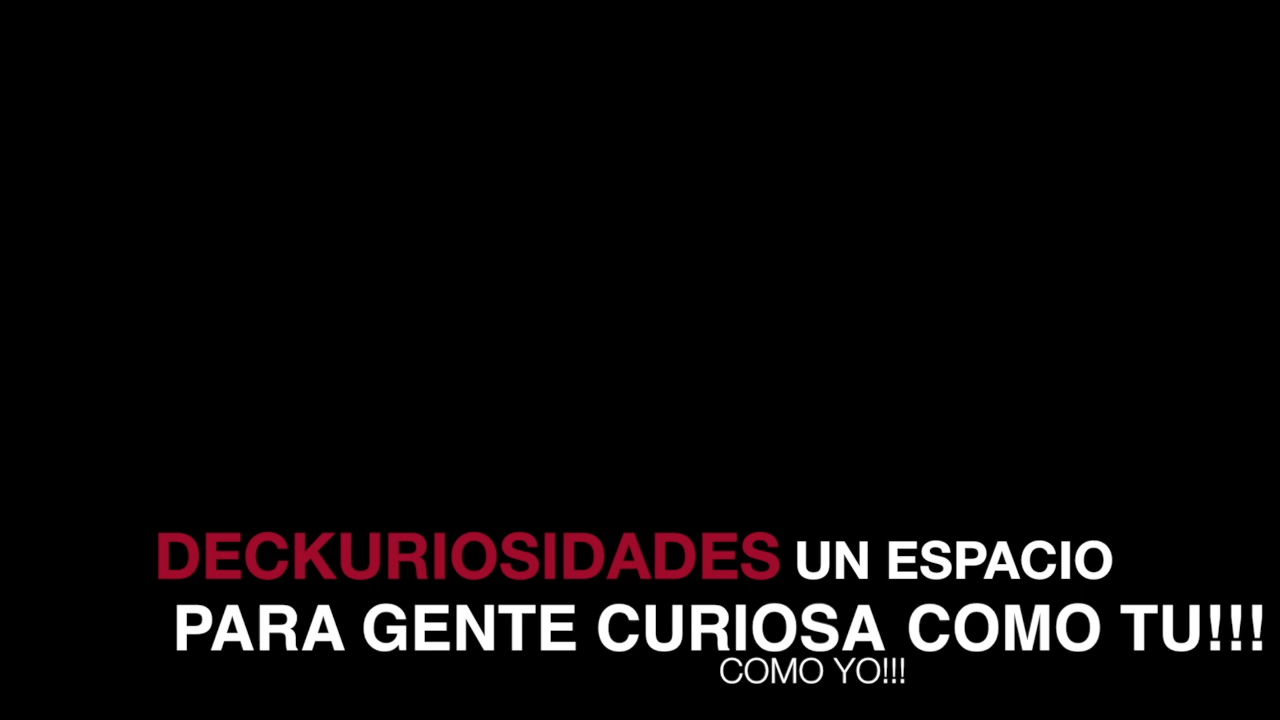 DECKURIOSIDADES UN ESPACIO
PARA GENTE CURIOSA COMO TU!!!
COMO YO!!!